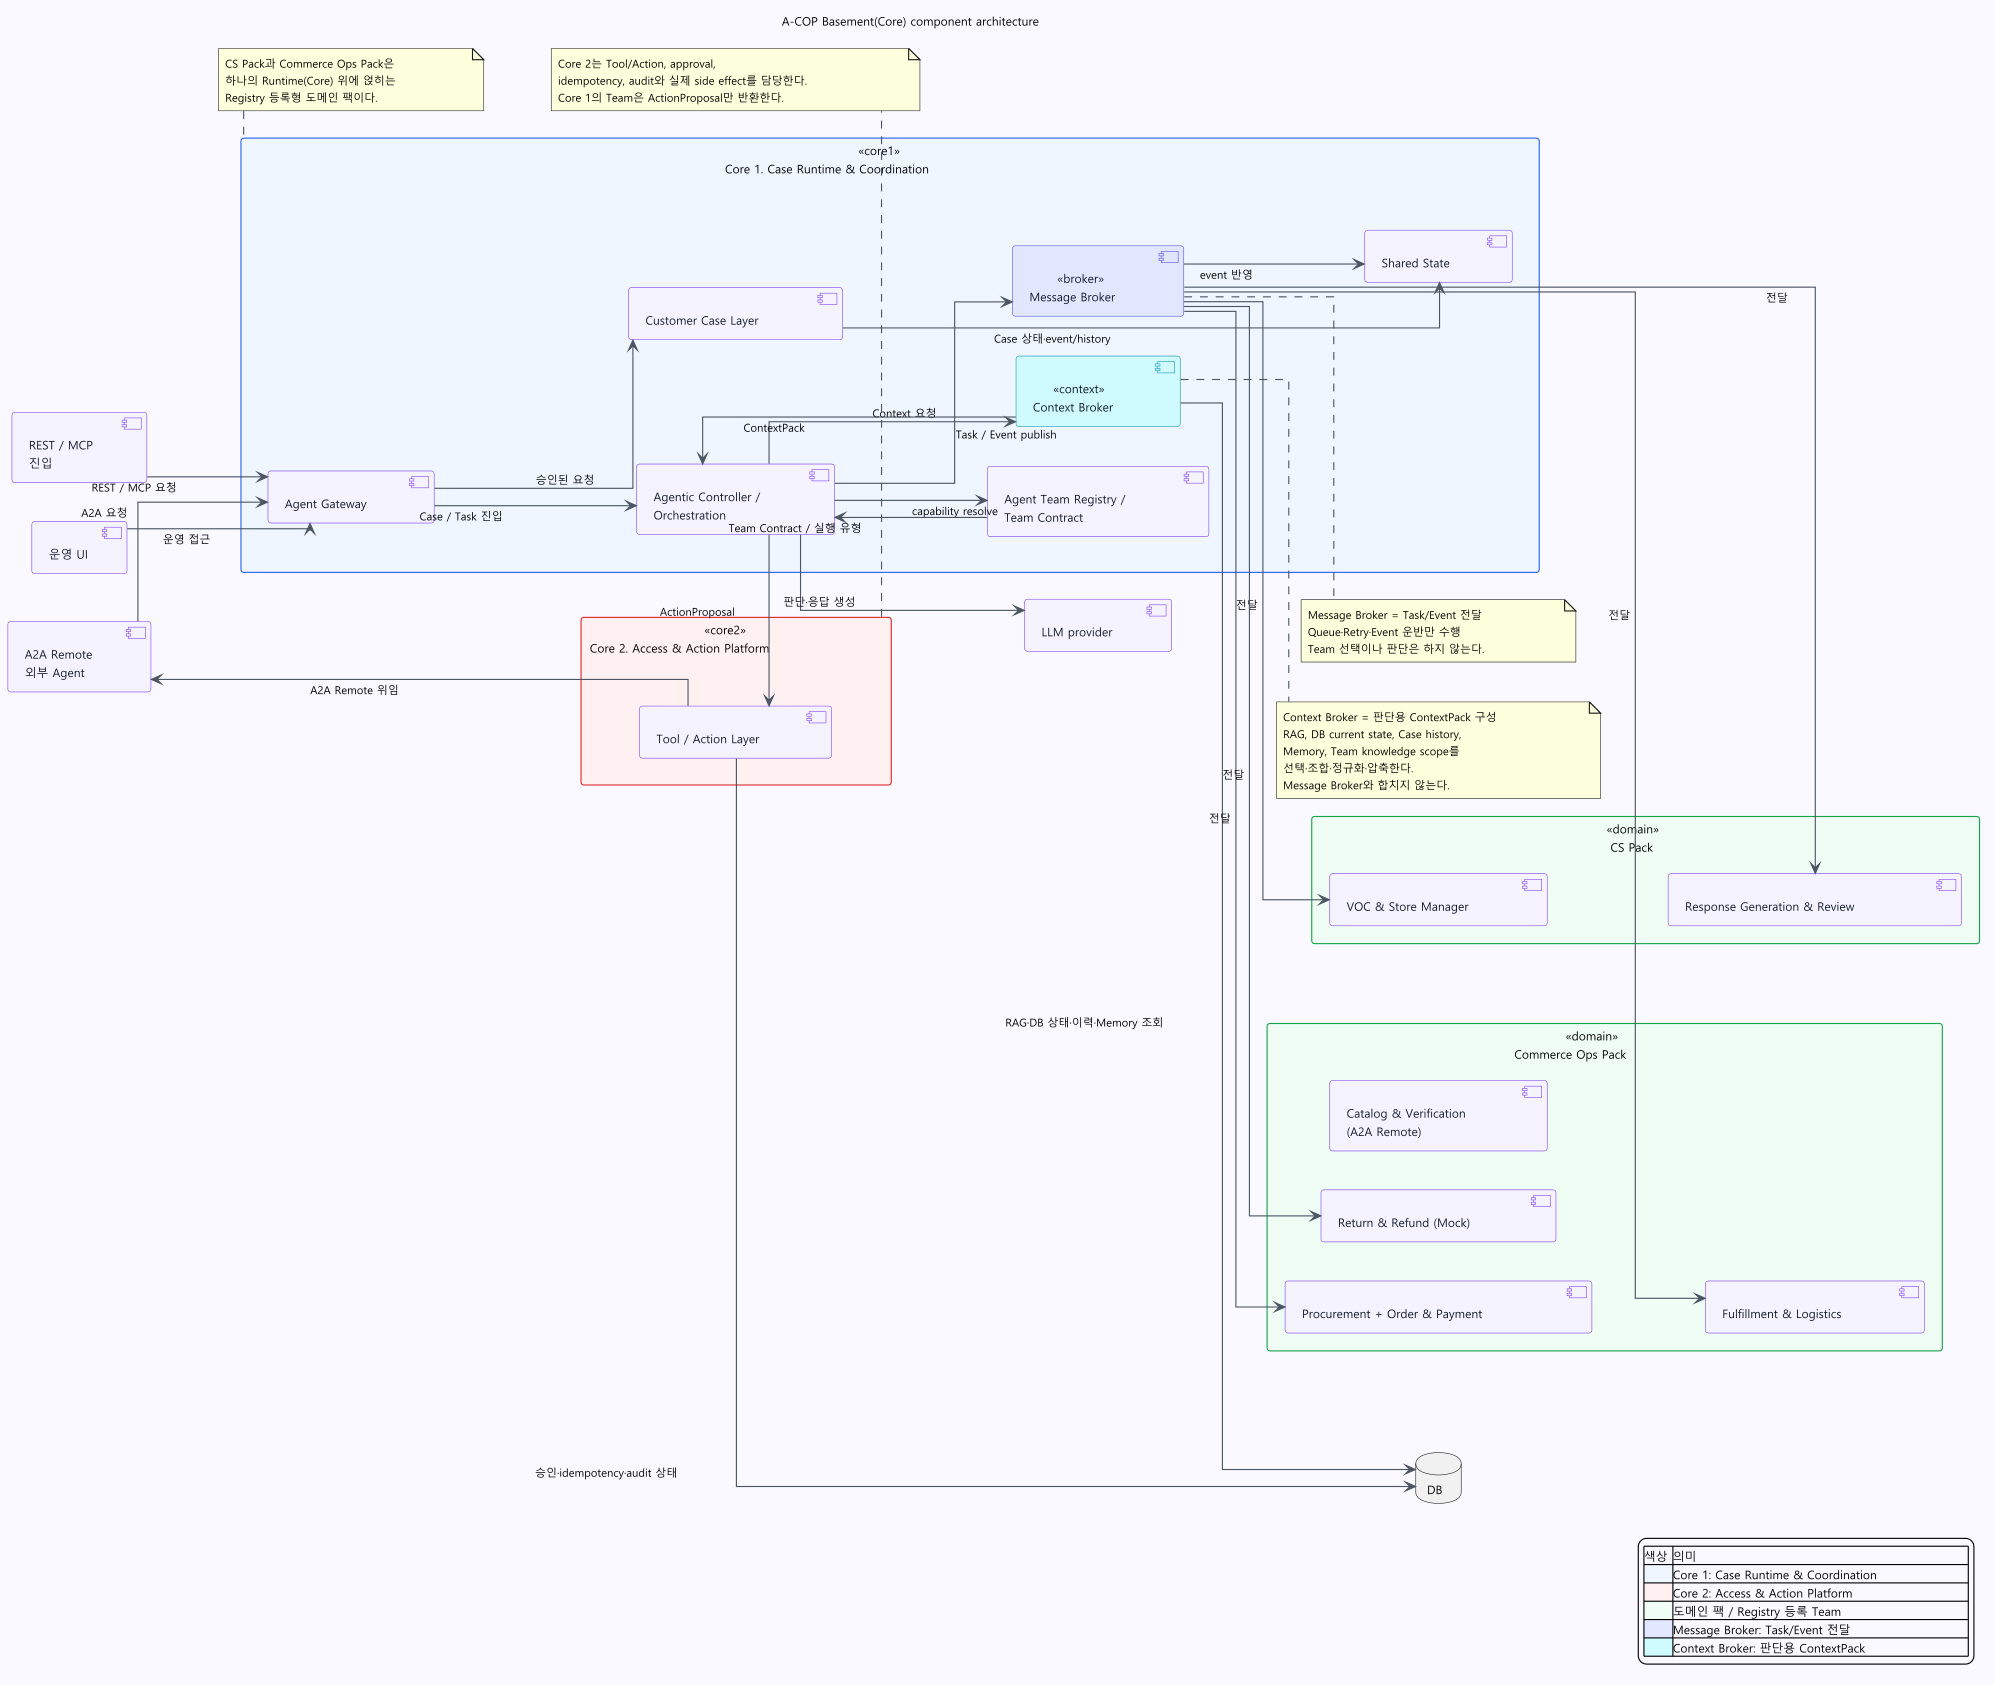 A-COP Basement(Core) component architecture
CS Pack과 Commerce Ops Pack은
하나의 Runtime(Core) 위에 얹히는
Registry 등록형 도메인 팩이다.
Core 2는 Tool/Action, approval,
idempotency, audit와 실제 side effect를 담당한다.
Core 1의 Team은 ActionProposal만 반환한다.
«core1»
Core 1. Case Runtime & Coordination
Shared State
«broker»
Message Broker
event 반영
전달
Customer Case Layer
Case 상태·event/history
«context»
Context Broker
Context 요청
ContextPack
Task / Event publish
REST / MCP
진입
REST / MCP 요청
Agent Gateway
승인된 요청
Case / Task 진입
Agentic Controller /
Orchestration
Agent Team Registry /
Team Contract
capability resolve
Team Contract / 실행 유형
A2A 요청
운영 UI
운영 접근
ActionProposal
판단·응답 생성
LLM provider
전달
전달
Message Broker = Task/Event 전달
Queue·Retry·Event 운반만 수행
Team 선택이나 판단은 하지 않는다.
«core2»
Core 2. Access & Action Platform
A2A Remote
외부 Agent
A2A Remote 위임
Tool / Action Layer
Context Broker = 판단용 ContextPack 구성
RAG, DB current state, Case history,
Memory, Team knowledge scope를
선택·조합·정규화·압축한다.
Message Broker와 합치지 않는다.
전달
전달
«domain»
CS Pack
VOC & Store Manager
Response Generation & Review
RAG·DB 상태·이력·Memory 조회
«domain»
Commerce Ops Pack
Catalog & Verification
(A2A Remote)
Return & Refund (Mock)
Procurement + Order & Payment
Fulfillment & Logistics
승인·idempotency·audit 상태
DB
색상 의미
Core 1: Case Runtime & Coordination
Core 2: Access & Action Platform
도메인 팩 / Registry 등록 Team
Message Broker: Task/Event 전달
Context Broker: 판단용 ContextPack